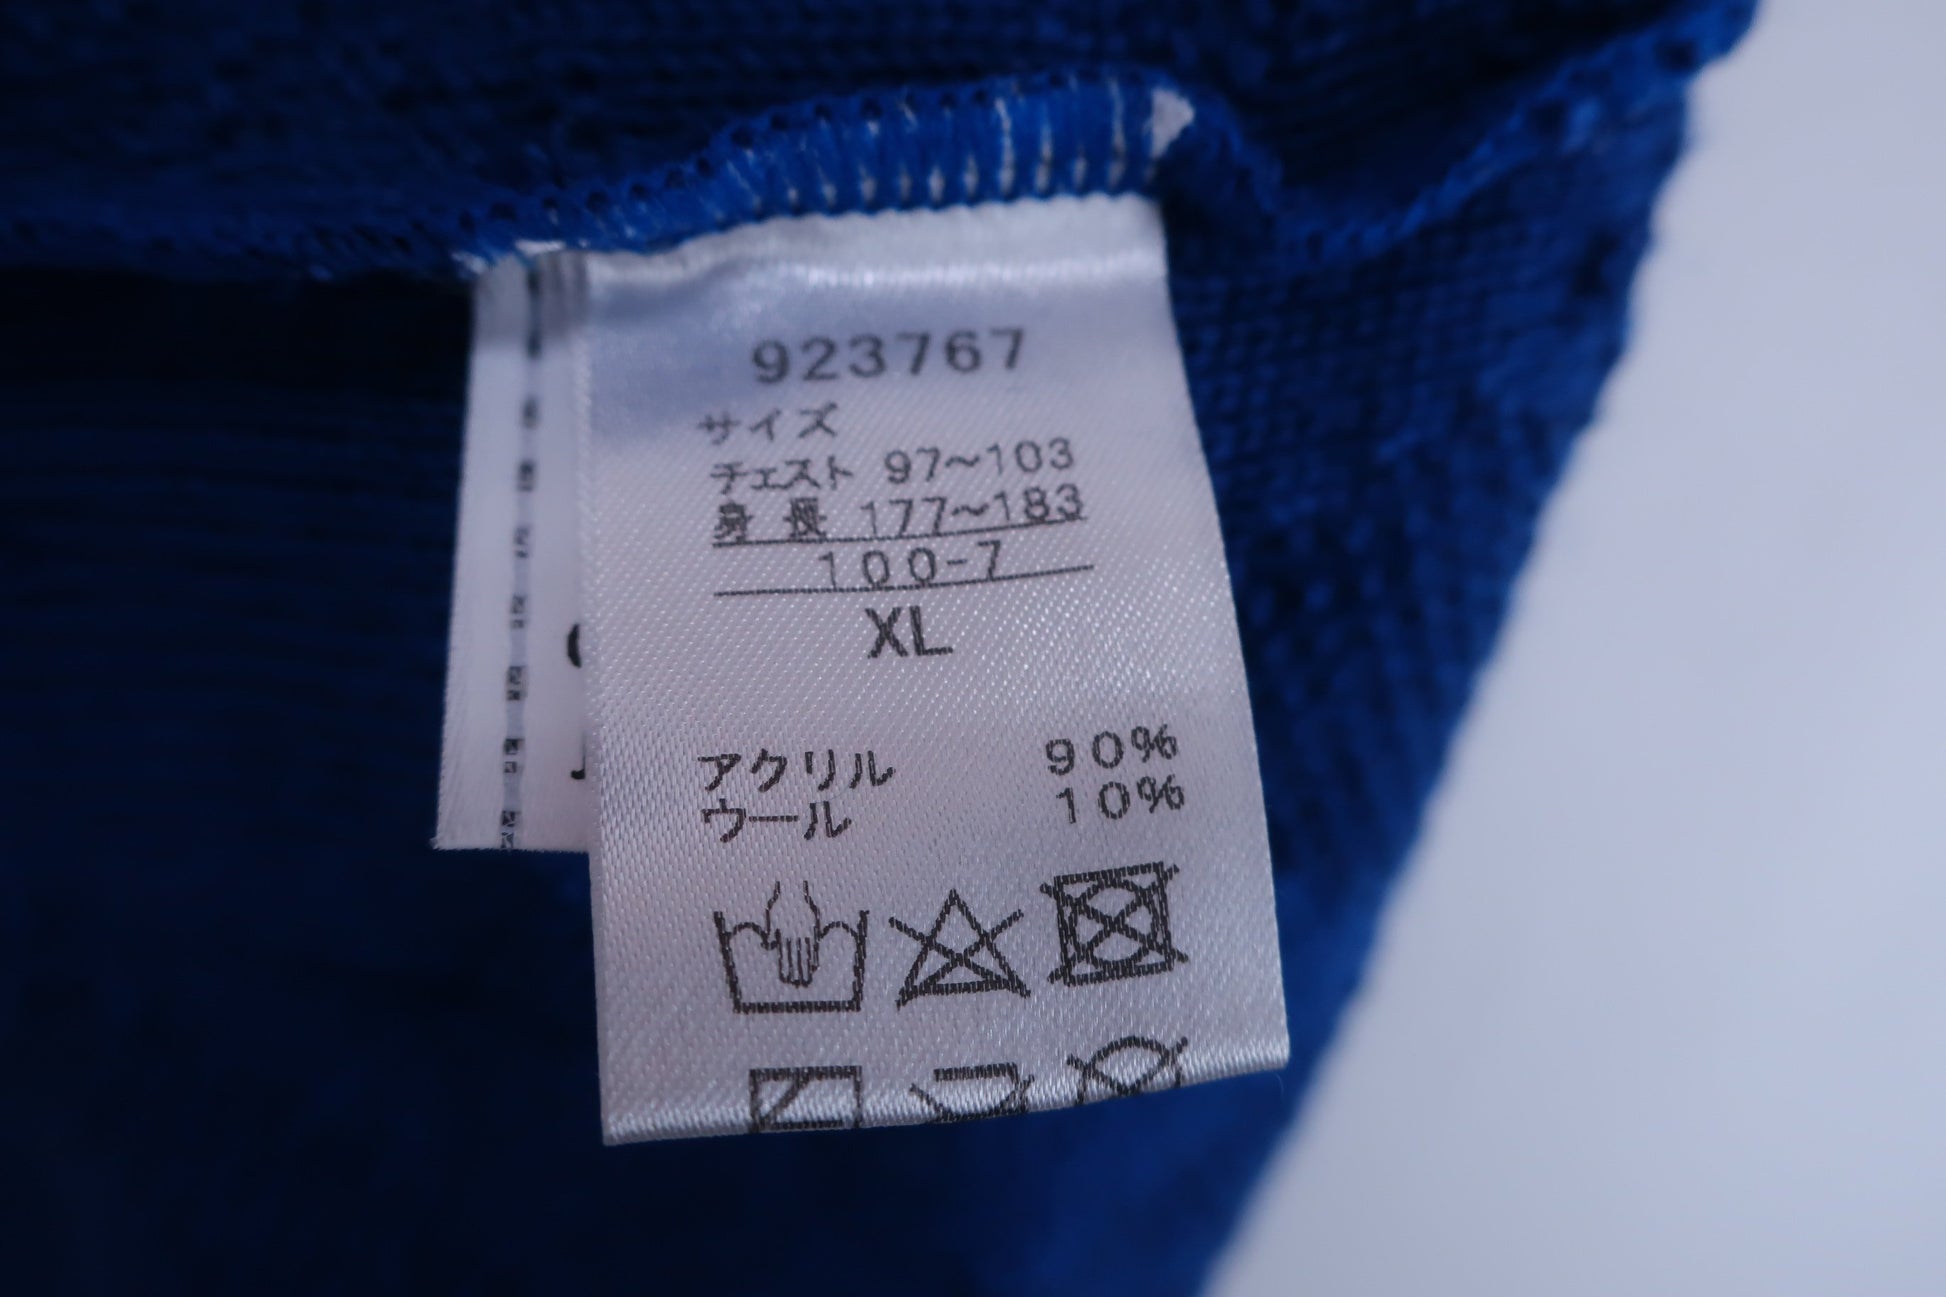 923767
サイズ
チェスト 97～103
身長 177～183
100-7
XL
アクリル 90%
ウール 10%